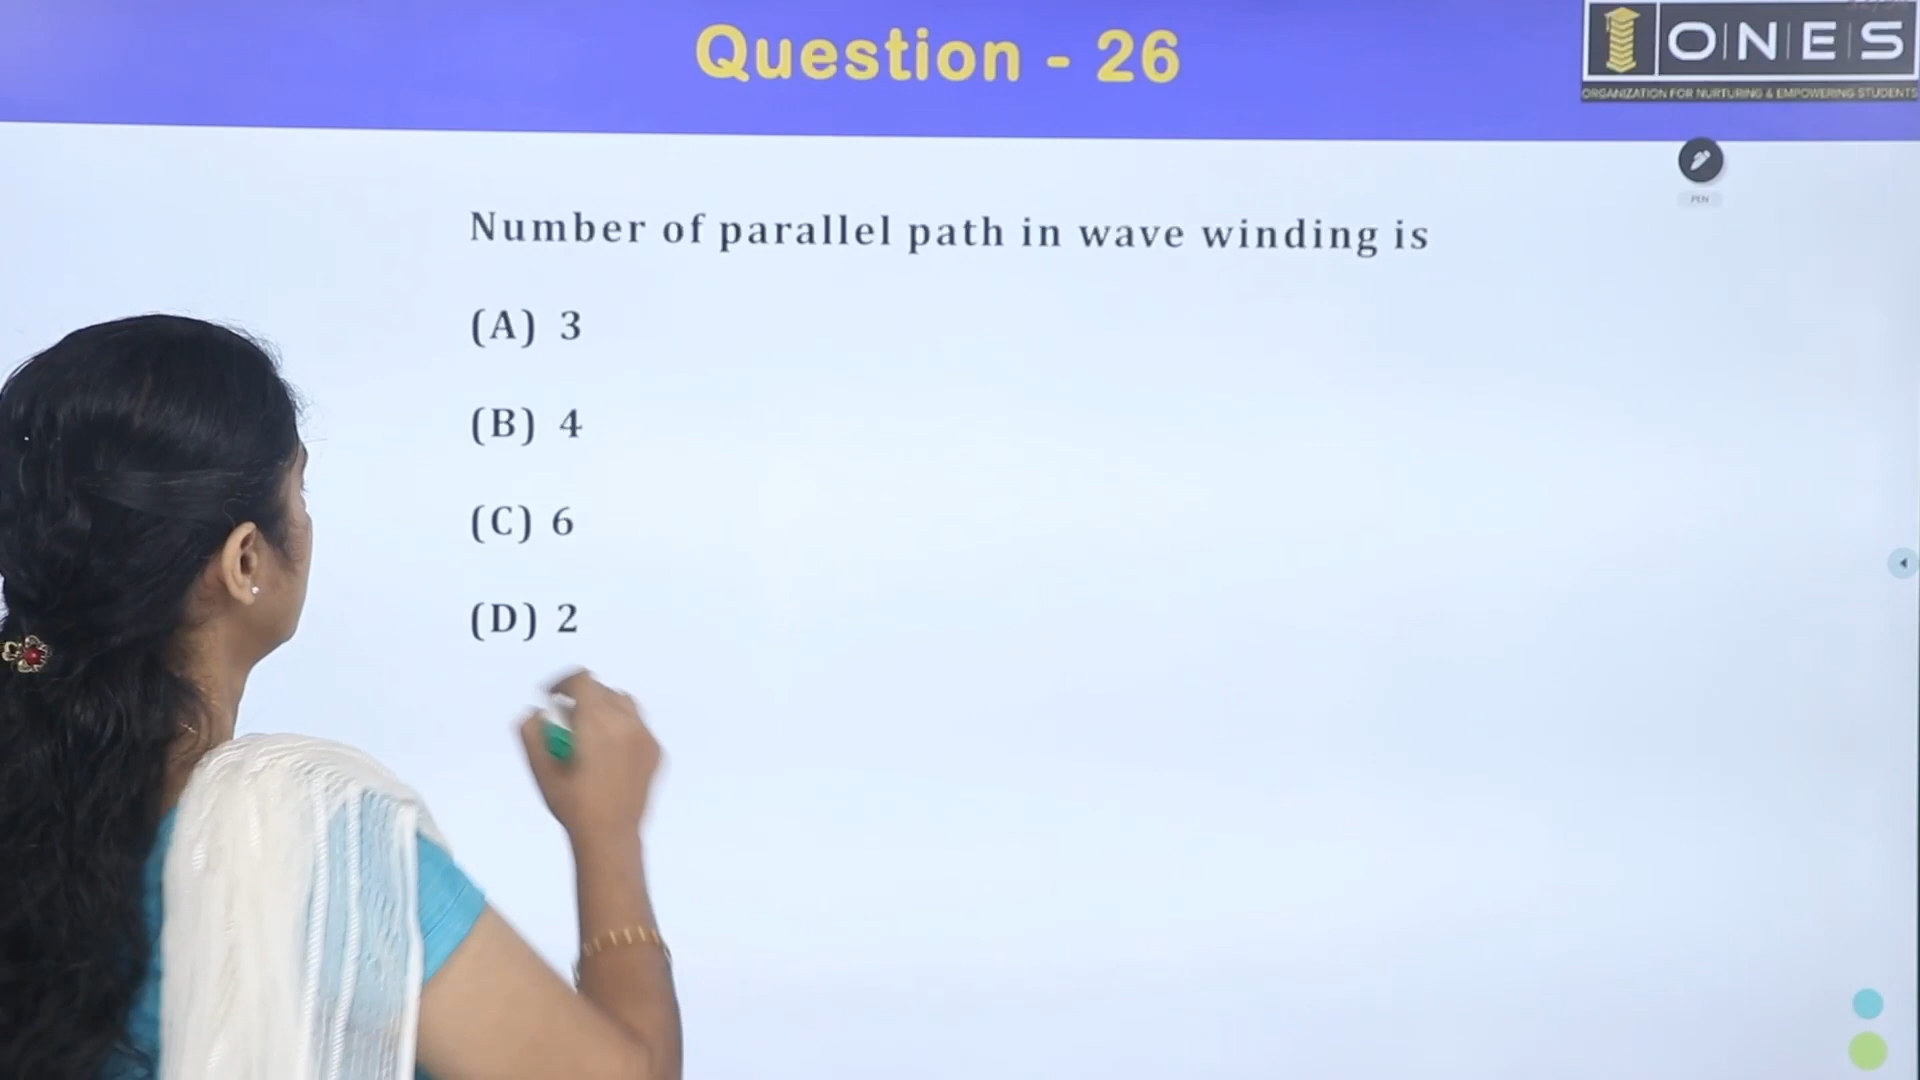 Question - 26
O N E S
ORGANIZATION FOR NURTURING & EMPOWERING STUDENTS
PEN
Number of parallel path in wave winding is
(A) 3
(B) 4
(C) 6
(D) 2